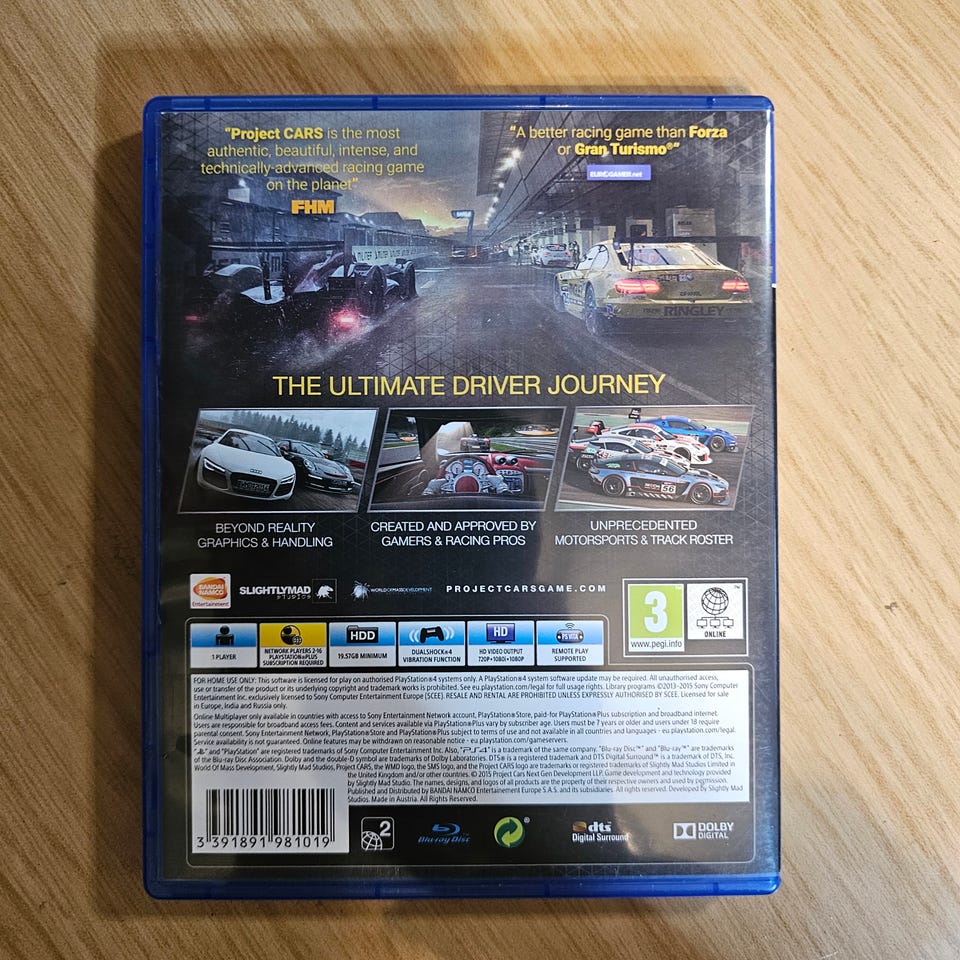 "Project CARS is the most
authentic, beautiful, intense, and
technically-advanced racing game
on the planet"
FHM
"A better racing game than Forza
or Gran Turismo®"
EUROGAMER.net
RINGLEY
THE ULTIMATE DRIVER JOURNEY
56
BEYOND REALITY
GRAPHICS & HANDLING
CREATED AND APPROVED BY
GAMERS & RACING PROS
UNPRECEDENTED
MOTORSPORTS & TRACK ROSTER
BANDAI
NAMCO
Entertainment
SLIGHTLYMAD
STUDIOS
WORLDOFMASSDEVELOPMENT
PROJECTCARSGAME.COM
3
www.pegi.info
ONLINE
1 PLAYER
NETWORK PLAYERS 2-16
PLAYSTATION®PLUS
SUBSCRIPTION REQUIRED
HDD
19.57GB MINIMUM
DUALSHOCK®4
VIBRATION FUNCTION
HD
HD VIDEO OUTPUT
720P•1080i•1080P
PS VITA
REMOTE PLAY
SUPPORTED
FOR HOME USE ONLY: This software is licensed for play on authorised PlayStation®4 systems only. A PlayStation®4 system software update may be required. All unauthorised access,
use or transfer of the product or its underlying copyright and trademark works is prohibited. See eu.playstation.com/legal for full usage rights. Library programs ©2013-2015 Sony Computer
Entertainment Inc. exclusively licensed to Sony Computer Entertainment Europe (SCEE). RESALE AND RENTAL ARE PROHIBITED UNLESS EXPRESSLY AUTHORISED BY SCEE. Licensed for sale
in Europe, India and Russia only.
Online Multiplayer only available in countries with access to Sony Entertainment Network account, PlayStation®Store, paid-for PlayStation®Plus subscription and broadband internet.
Users are responsible for broadband access fees. Content and services available via PlayStation®Plus vary by subscriber age. Users must be 7 years or older and users under 18 require
parental consent. Sony Entertainment Network, PlayStation®Store and PlayStation®Plus subject to terms of use and not available in all countries and languages - eu.playstation.com/legal.
Service availability is not guaranteed. Online features may be withdrawn on reasonable notice - eu.playstation.com/gameservers.
and "PlayStation" are registered trademarks of Sony Computer Entertainment Inc. Also, "PS4" is a trademark of the same company. "Blu-ray Disc™" and "Blu-ray™" are trademarks
of the Blu-ray Disc Association. Dolby and the double-D symbol are trademarks of Dolby Laboratories. DTS® is a registered trademark and DTS Digital Surround™ is a trademark of DTS, Inc.
World Of Mass Development, Slightly Mad Studios, Project CARS, the WMD logo, the SMS logo, and the Project CARS logo are trademarks or registered trademarks of Slightly Mad Studios Limited in
the United Kingdom and/or other countries. © 2015 Project Cars Next Gen Development LLP. Game development and technology provided
by Slightly Mad Studio. The names, designs, and logos of all products are the property of their respective owners and used by permission.
Published and Distributed by BANDAI NAMCO Entertainement Europe S.A.S. and its subsidiaries. All rights reserved. Developed by Slightly Mad
Studios. Made in Austria. All Rights Reserved.
3 391891 981019
2
Blu-ray Disc
dts
Digital Surround
DOLBY
DIGITAL